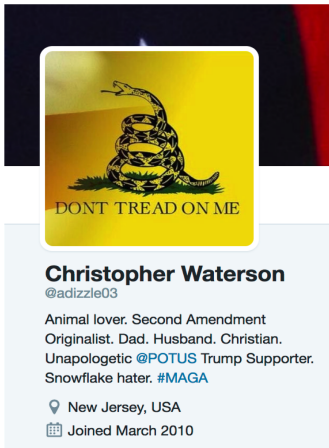 DONT TREAD ON ME
Christopher Waterson
@adizzle03
Animal lover. Second Amendment
Originalist. Dad. Husband. Christian.
Unapologetic @POTUS Trump Supporter.
Snowflake hater. #MAGA
New Jersey, USA
Joined March 2010